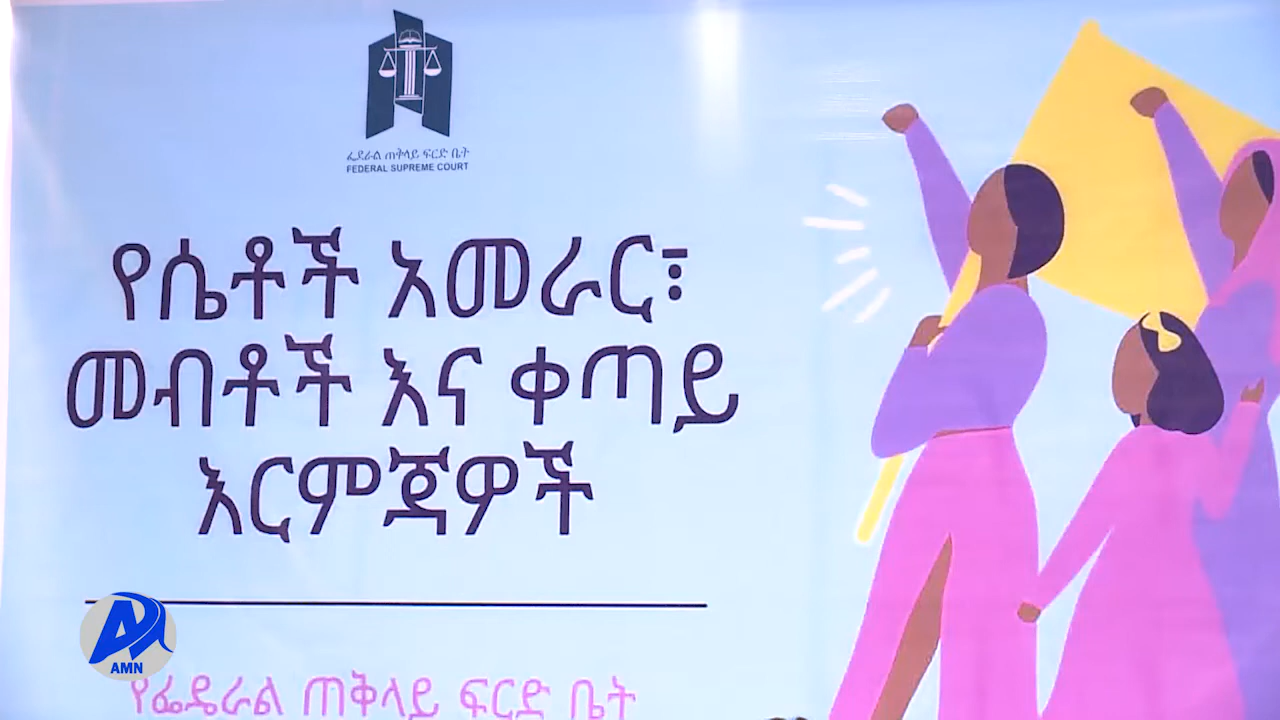 ፌደራል ጠቅላይ ፍርድ ቤት
FEDERAL SUPREME COURT
የሴቶች አመራር፣
መብቶች እና ቀጣይ
እርምጃዎች
AMN
የፌዴራል ጠቅላይ ፍርድ ቤት